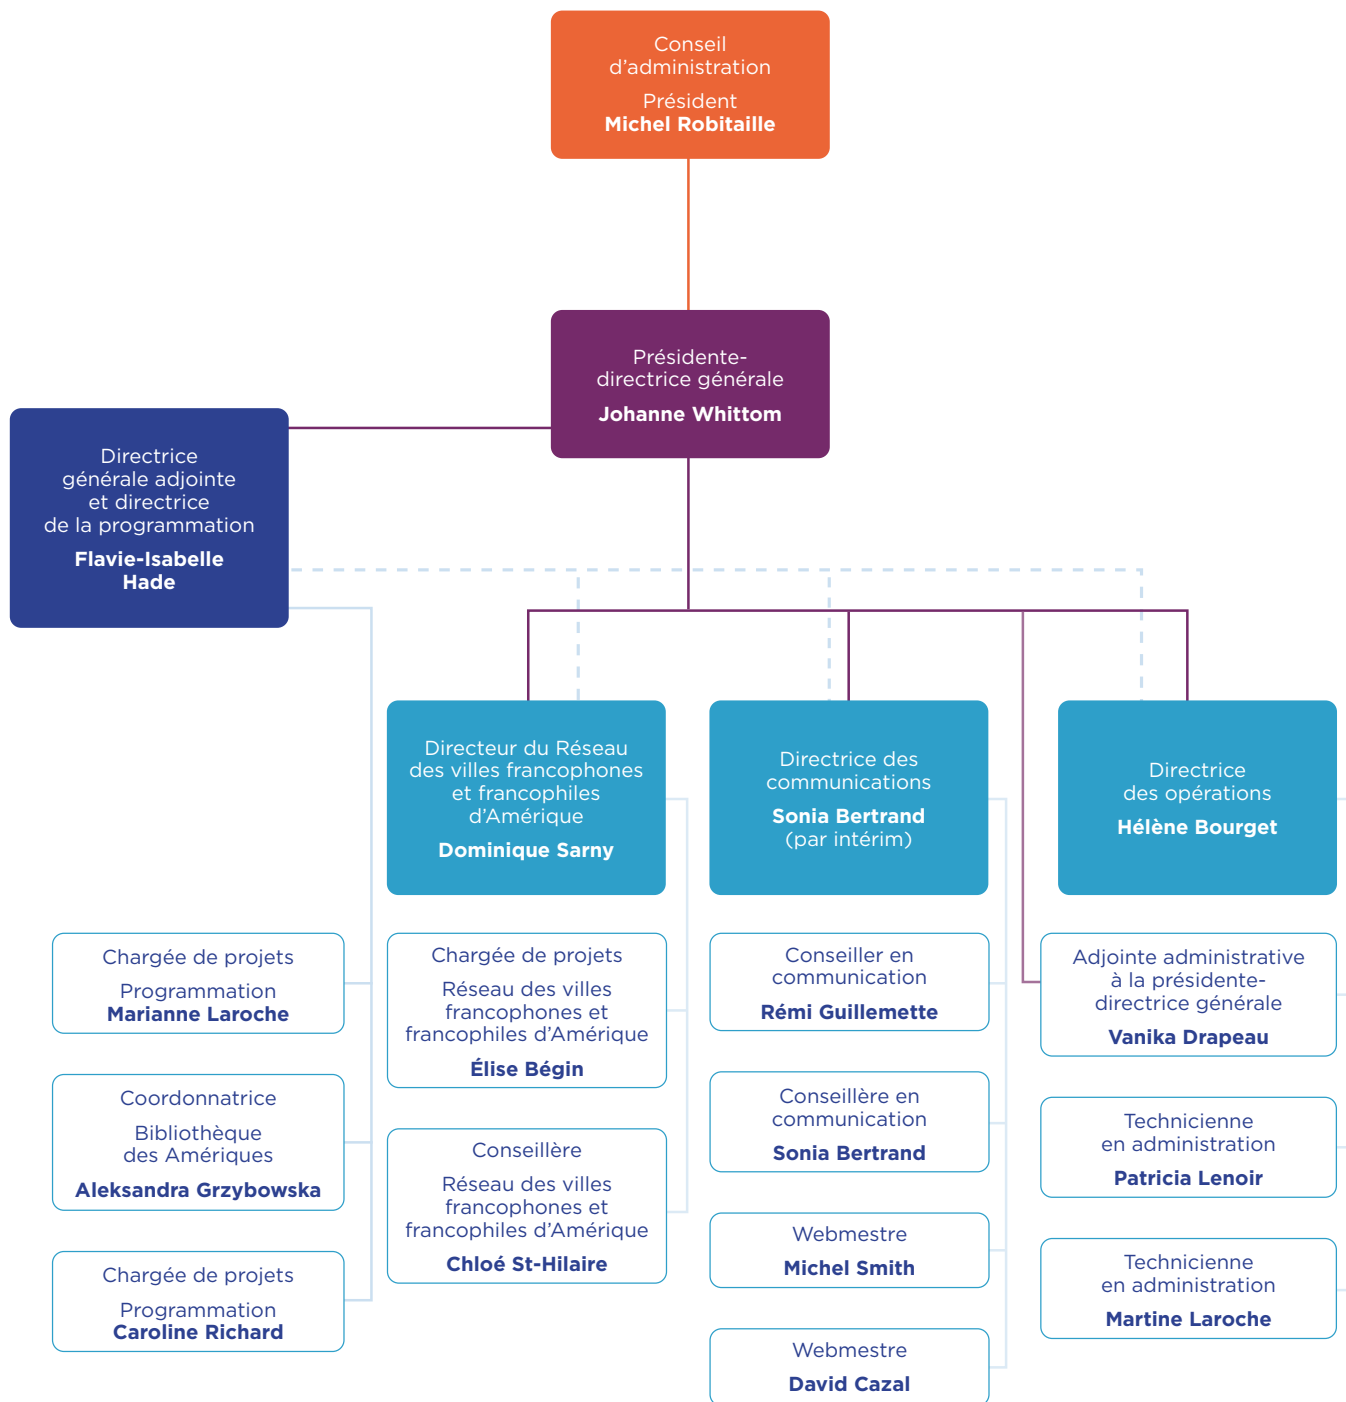 Conseil
d’administration
Président
Michel Robitaille
Présidente-
directrice générale
Johanne Whittom
Directrice
générale adjointe
et directrice
de la programmation
Flavie-Isabelle
Hade
Directeur du Réseau
des villes francophones
et francophiles
d’Amérique
Dominique Sarny
Directrice des
communications
Sonia Bertrand
(par intérim)
Directrice
des opérations
Hélène Bourget
Chargée de projets
Programmation
Marianne Laroche
Coordonnatrice
Bibliothèque
des Amériques
Aleksandra Grzybowska
Chargée de projets
Programmation
Caroline Richard
Chargée de projets
Réseau des villes
francophones et
francophiles d’Amérique
Élise Bégin
Conseillère
Réseau des villes
francophones et
francophiles d’Amérique
Chloé St-Hilaire
Conseiller en
communication
Rémi Guillemette
Conseillère en
communication
Sonia Bertrand
Webmestre
Michel Smith
Webmestre
David Cazal
Adjointe administrative
à la présidente-
directrice générale
Vanika Drapeau
Technicienne
en administration
Patricia Lenoir
Technicienne
en administration
Martine Laroche